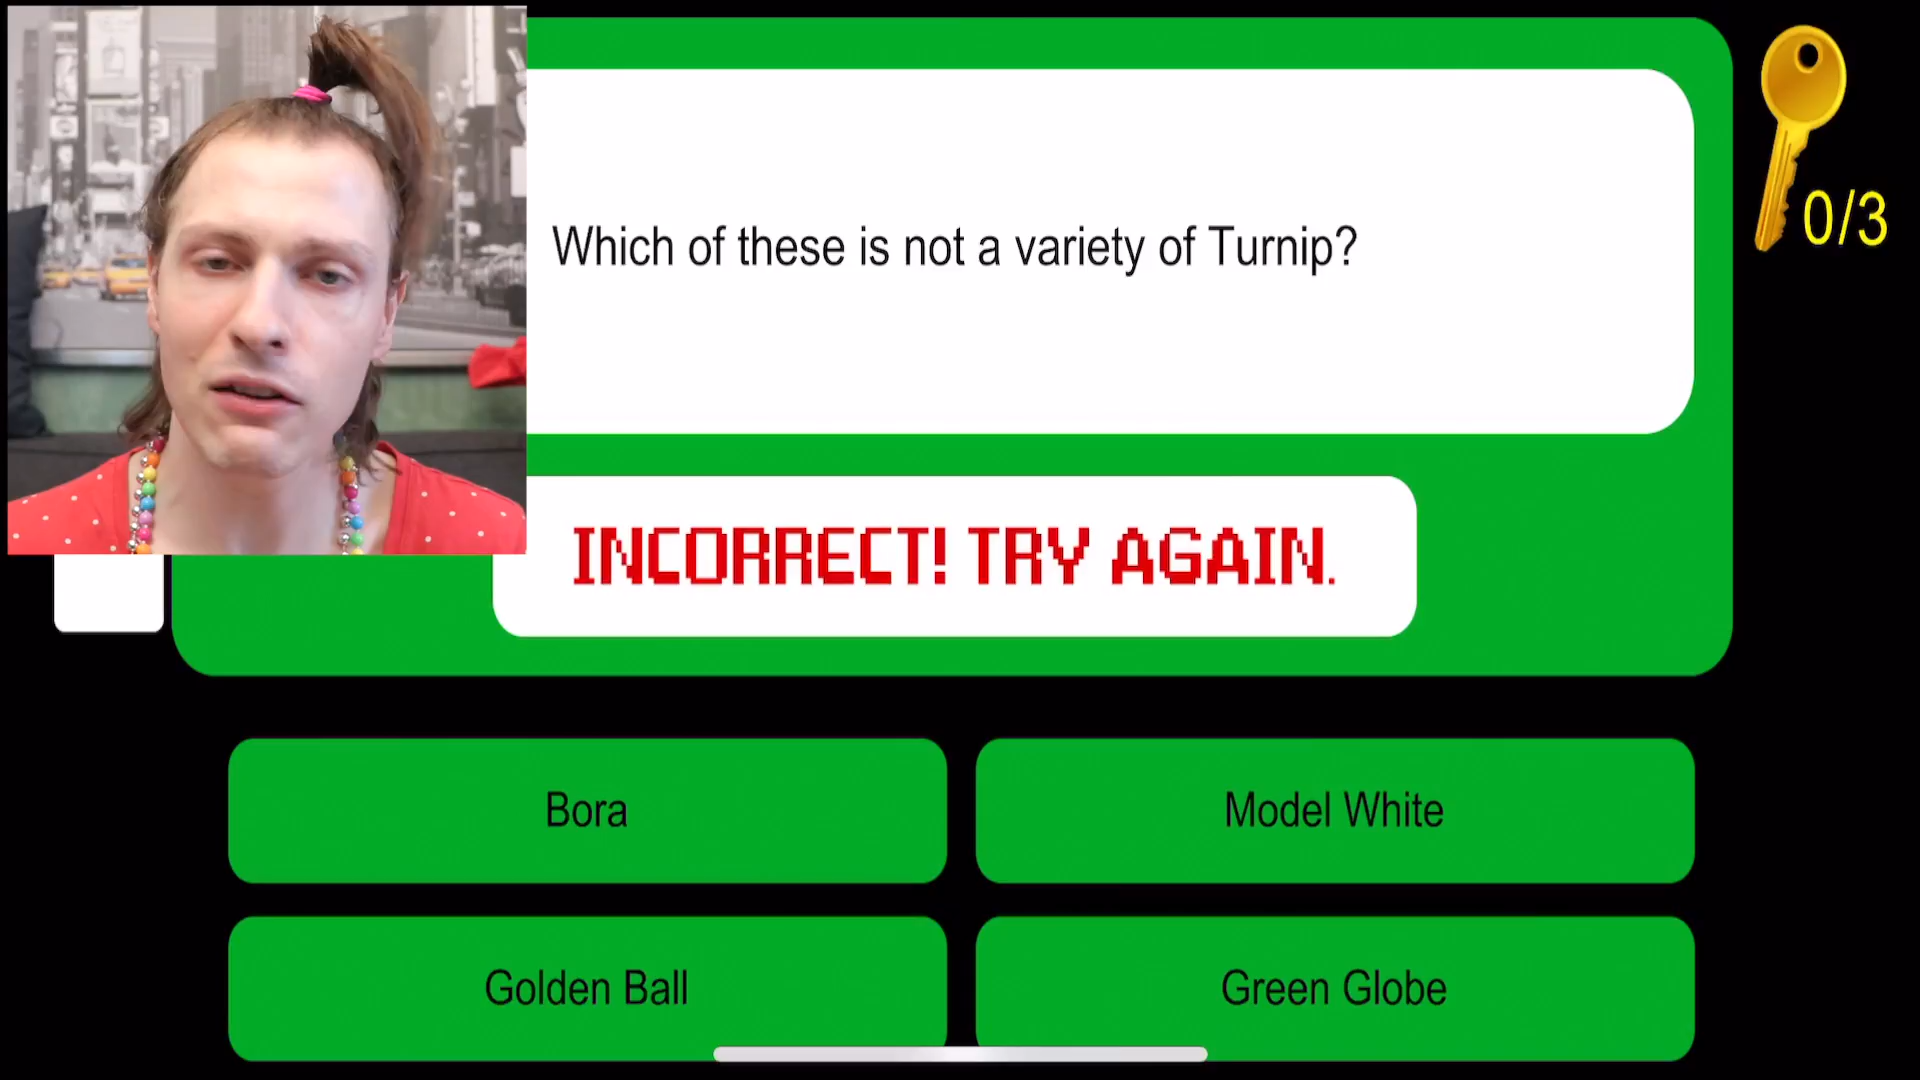 Which of these is not a variety of Turnip?
0/3
INCORRECT! TRY AGAIN.
Bora
Model White
Golden Ball
Green Globe